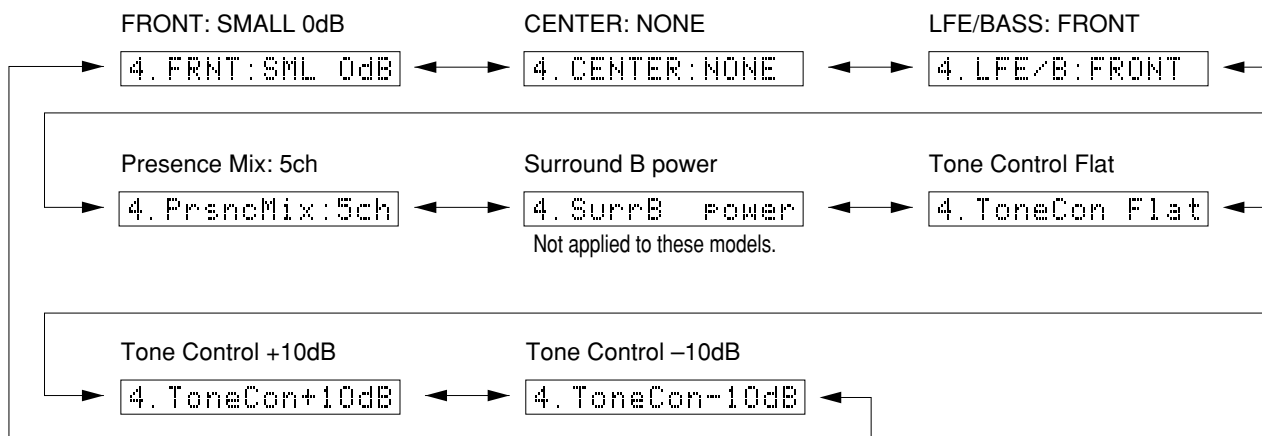 FRONT: SMALL 0dB
CENTER: NONE
LFE/BASS: FRONT
4. FRNT:SML 0dB
4. CENTER:NONE
4. LFE/B:FRONT
Presence Mix: 5ch
Surround B power
Tone Control Flat
4. PrsncMix:5ch
4. SurrB power
4. ToneCon Flat
Not applied to these models.
Tone Control +10dB
Tone Control –10dB
4. ToneCon+10dB
4. ToneCon-10dB